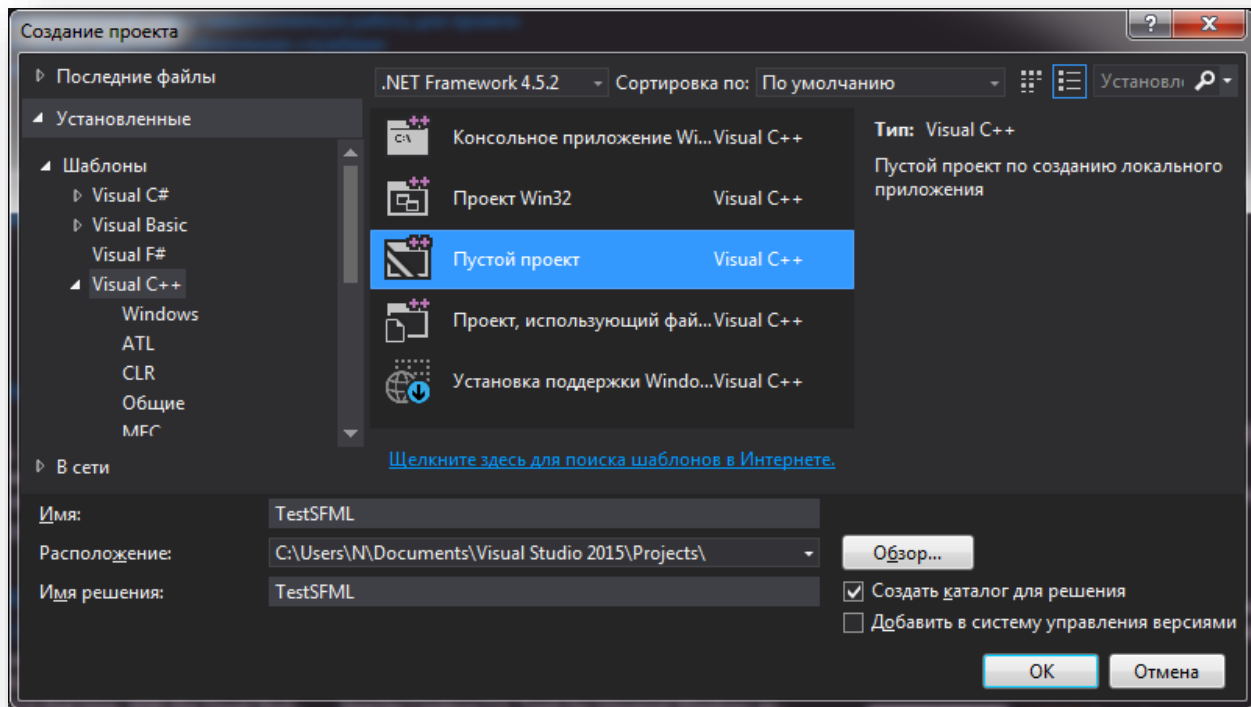 Создание проекта
Последние файлы
Установленные
Шаблоны
Visual C#
Visual Basic
Visual F#
Visual C++
Windows
ATL
CLR
Общие
MFC
В сети
.NET Framework 4.5.2
Сортировка по: По умолчанию
Установл
Консольное приложение Wi... Visual C++
Проект Win32 Visual C++
Пустой проект Visual C++
Проект, использующий фай... Visual C++
Установка поддержки Windo... Visual C++
Щелкните здесь для поиска шаблонов в Интернете.
Тип: Visual C++
Пустой проект по созданию локального
приложения
Имя: TestSFML
Расположение: C:\Users\N\Documents\Visual Studio 2015\Projects\
Обзор...
Имя решения: TestSFML
Создать каталог для решения
Добавить в систему управления версиями
OK
Отмена